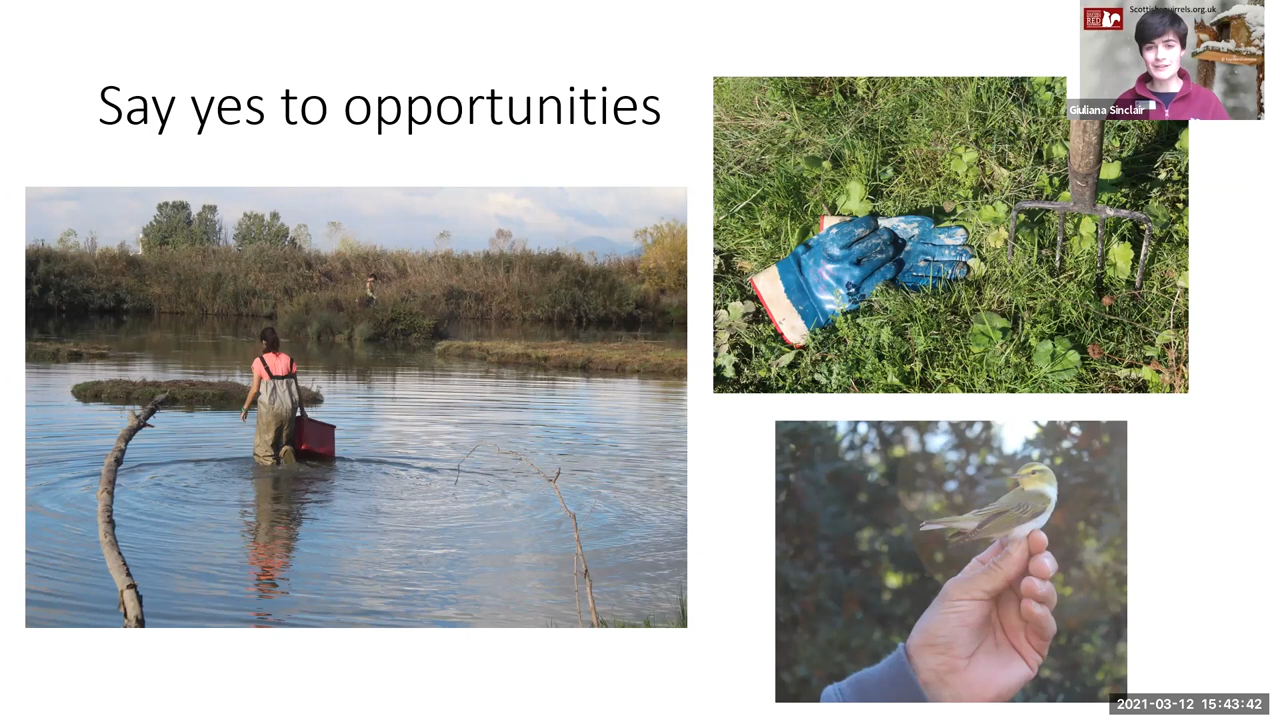 Say yes to opportunities
Scottishsquirrels.org.uk
RED
Giuliana Sinclair
2021-03-12 15:43:42